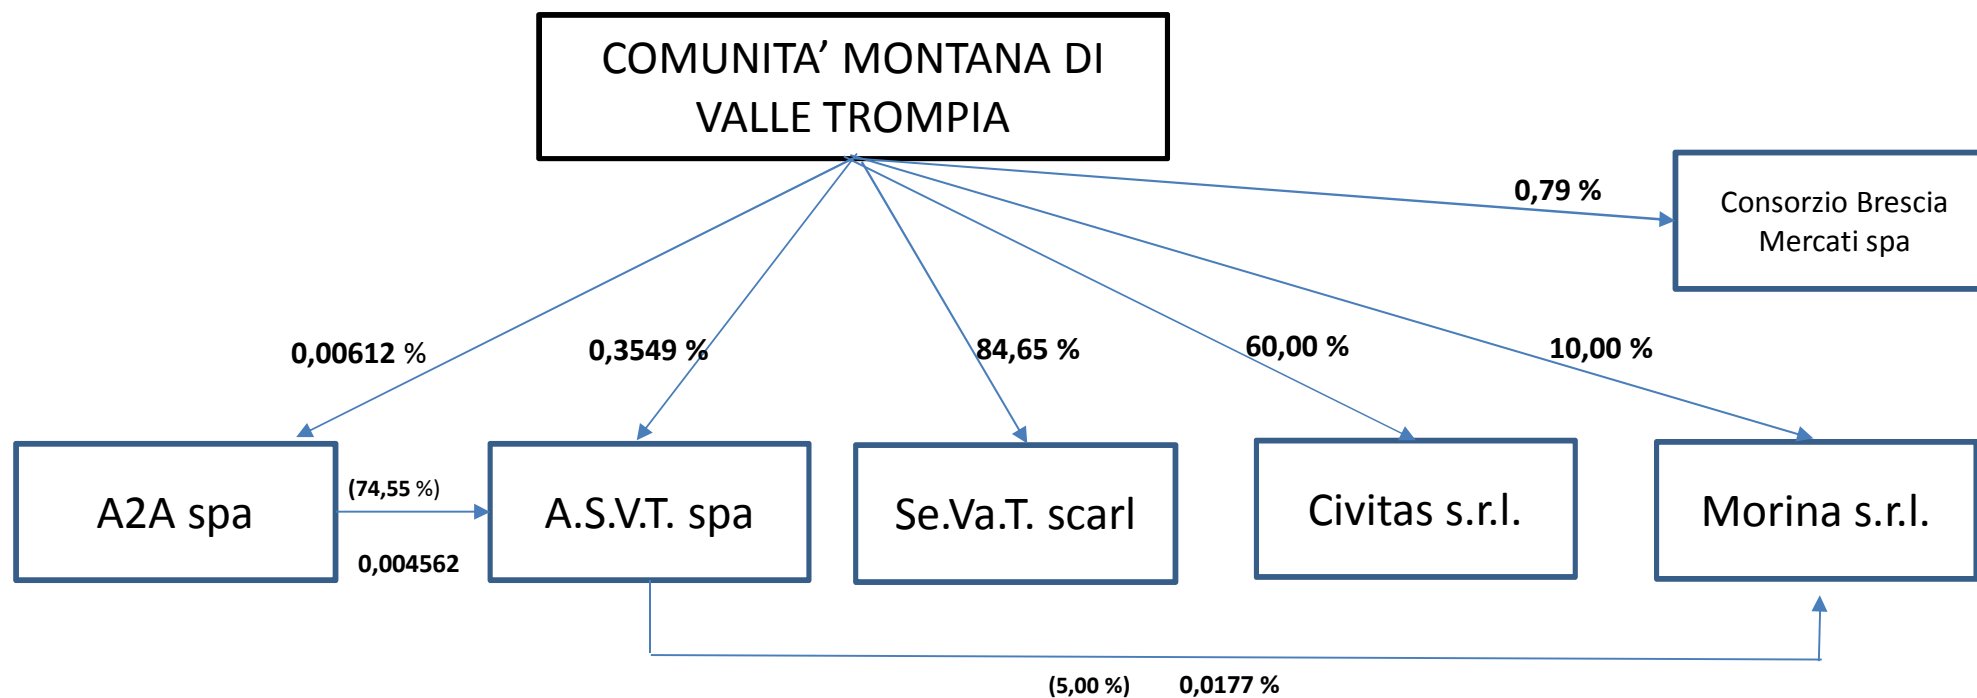 COMUNITA’ MONTANA DI
VALLE TROMPIA
0,79 %
Consorzio Brescia
Mercati spa
0,00612 %
0,3549 %
84,65 %
60,00 %
10,00 %
A2A spa
(74,55 %)
0,004562
A.S.V.T. spa
Se.Va.T. scarl
Civitas s.r.l.
Morina s.r.l.
(5,00 %) 0,0177 %